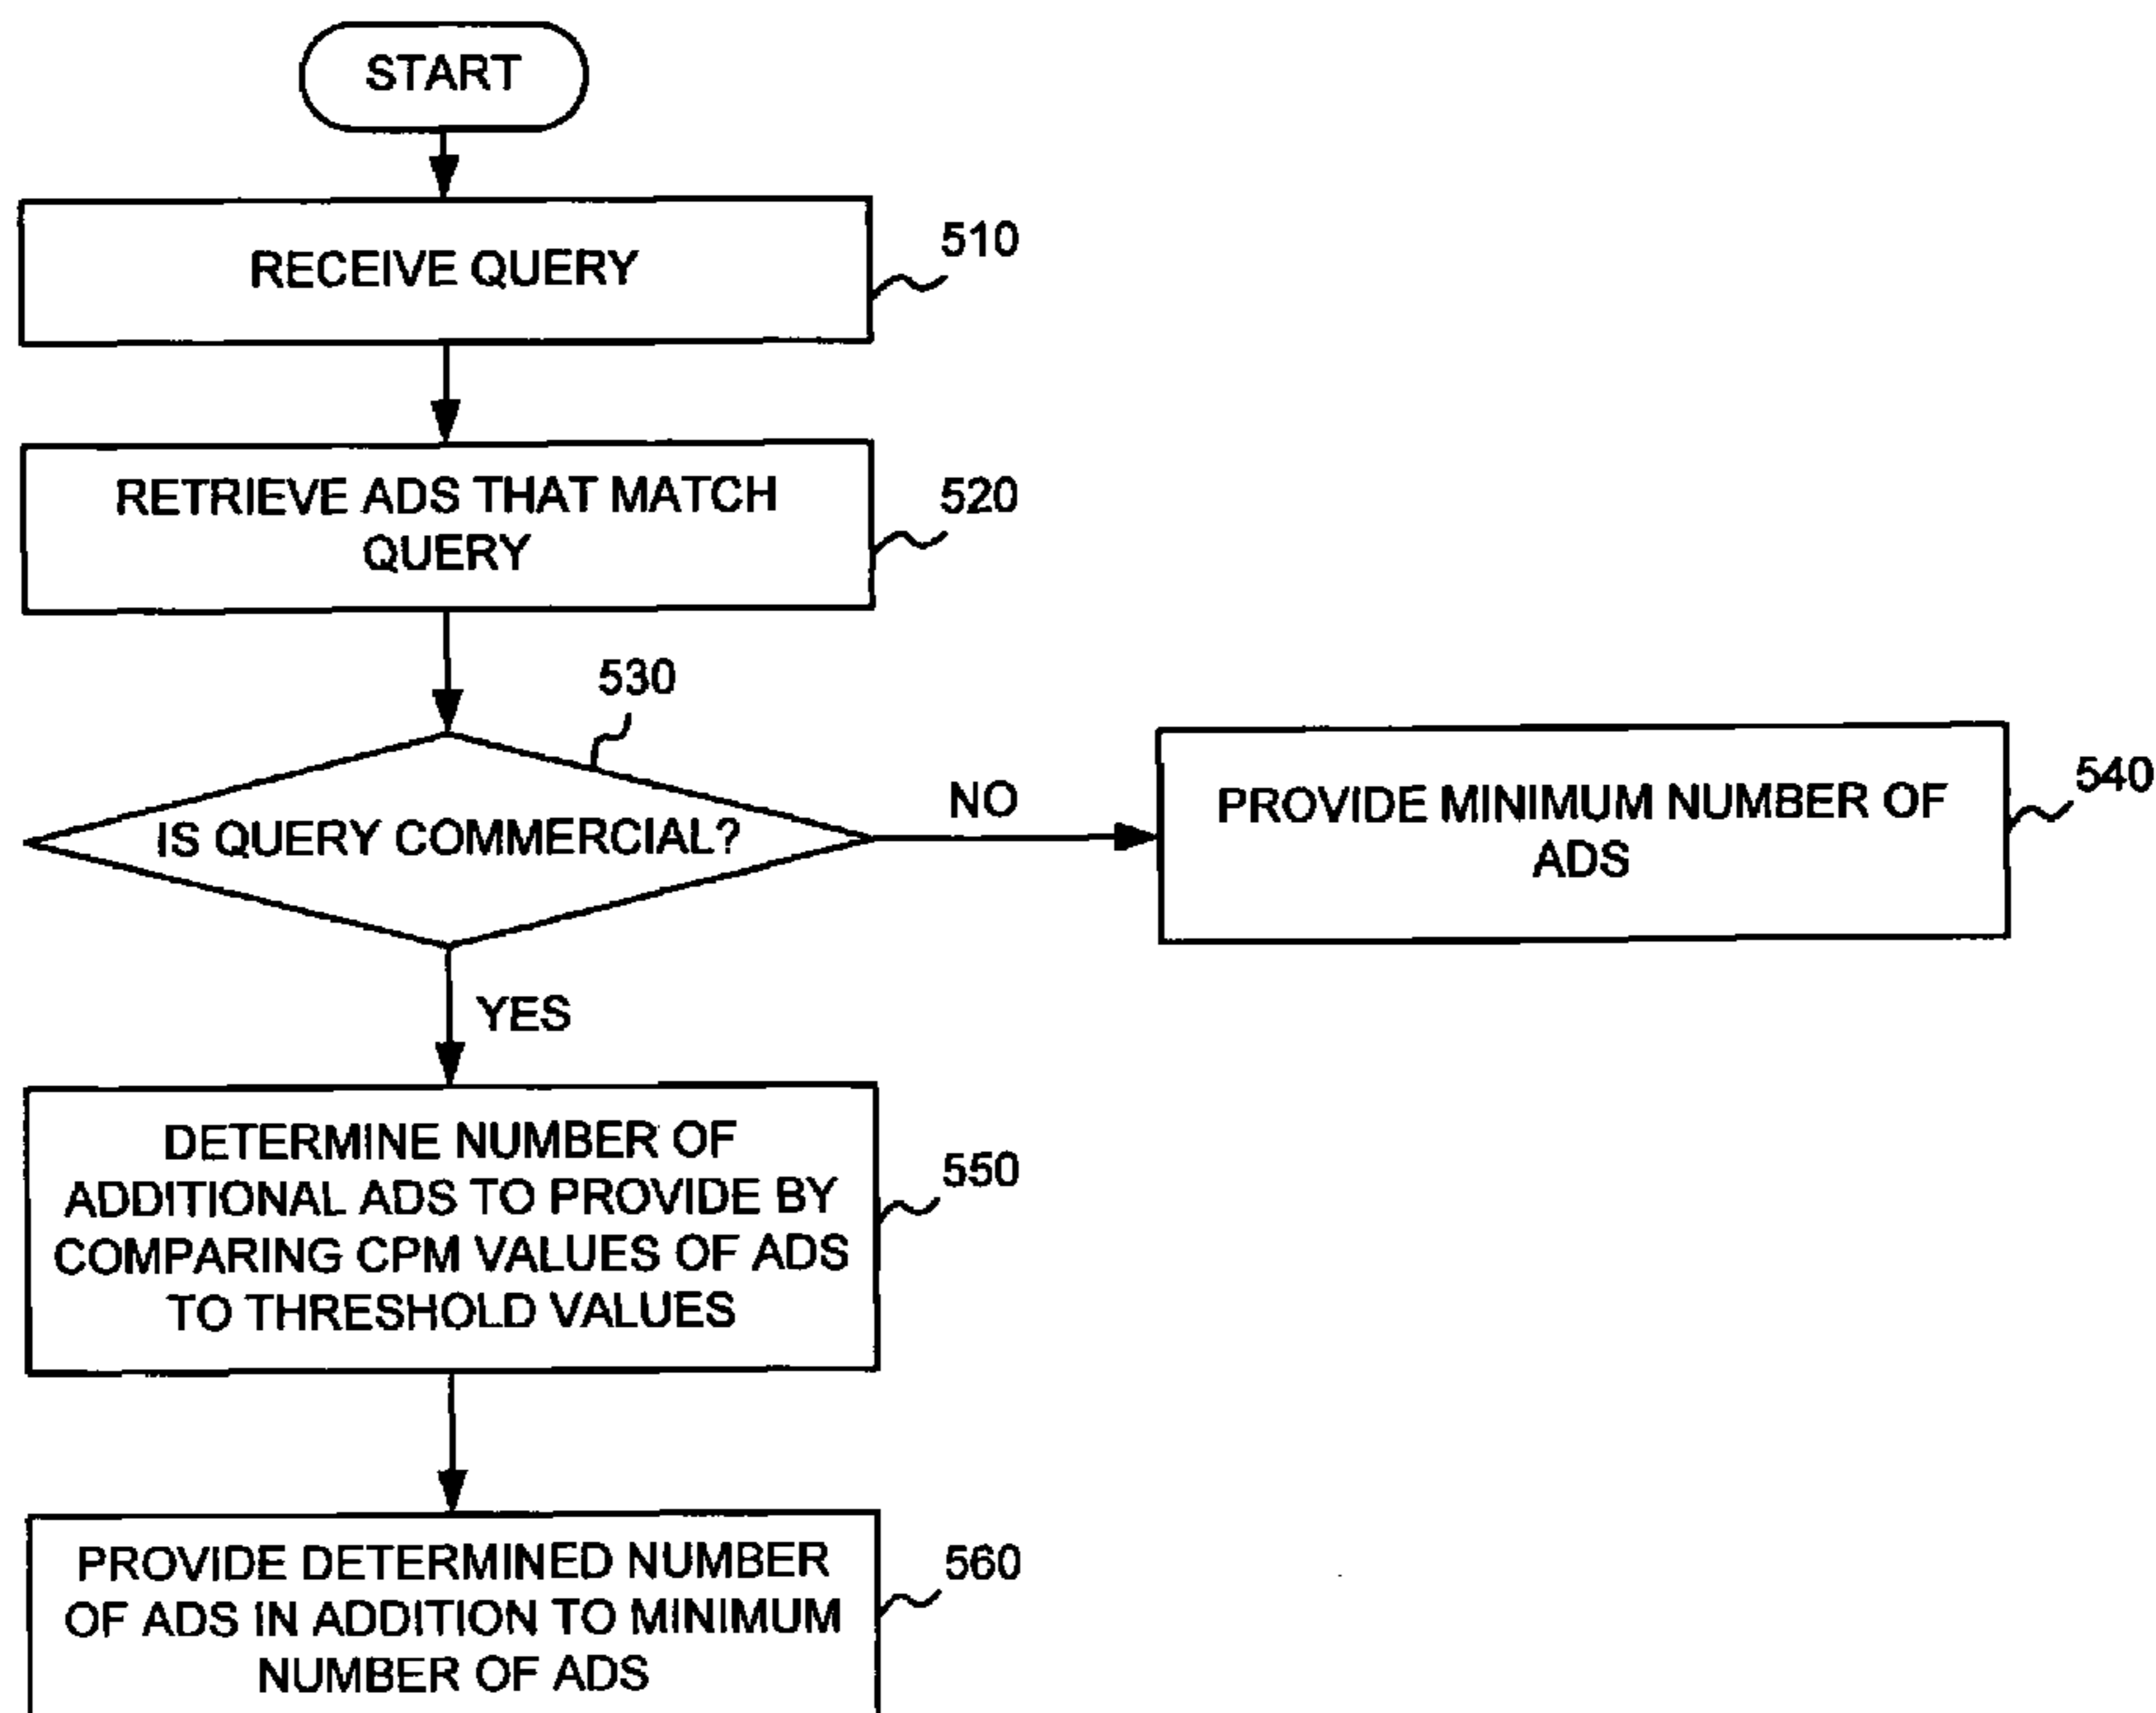 START
RECEIVE QUERY
510
RETRIEVE ADS THAT MATCH
QUERY
520
530
IS QUERY COMMERCIAL?
NO
PROVIDE MINIMUM NUMBER OF
ADS
540
YES
DETERMINE NUMBER OF
ADDITIONAL ADS TO PROVIDE BY
COMPARING CPM VALUES OF ADS
TO THRESHOLD VALUES
550
PROVIDE DETERMINED NUMBER
OF ADS IN ADDITION TO MINIMUM
NUMBER OF ADS
560